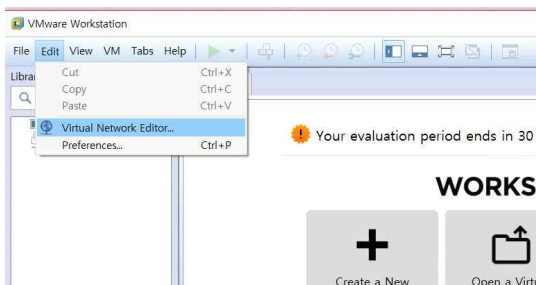 VMware Workstation
File Edit View VM Tabs Help
Cut Ctrl+X
Copy Ctrl+C
Paste Ctrl+V
Virtual Network Editor...
Preferences... Ctrl+P
Your evaluation period ends in 30
WORKS
Create a New
Open a Virtu